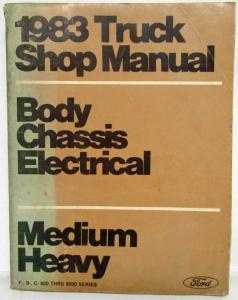 1983 Truck
Shop Manual
Body
Chassis
Electrical
Medium
Heavy
F, B, C- 600 THRU 8000 SERIES
Ford